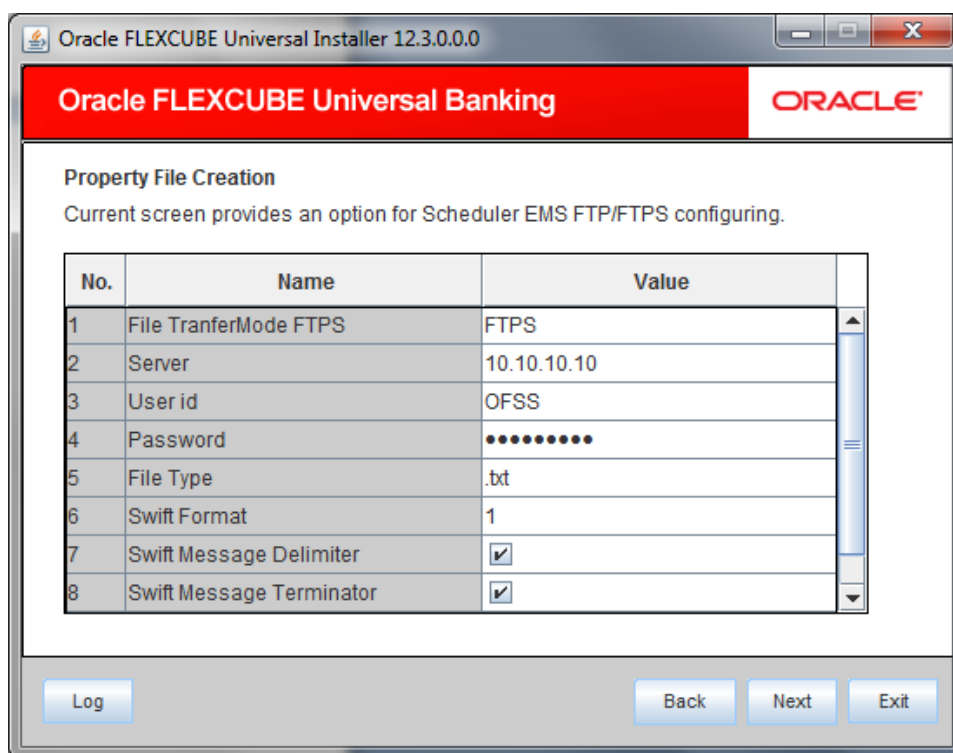 Oracle FLEXCUBE Universal Installer 12.3.0.0.0
Oracle FLEXCUBE Universal Banking
ORACLE
Property File Creation
Current screen provides an option for Scheduler EMS FTP/FTPS configuring.
No. Name Value
1 File TranferMode FTPS FTPS
2 Server 10.10.10.10
3 User id OFSS
4 Password •••••••••
5 File Type .txt
6 Swift Format 1
7 Swift Message Delimiter
8 Swift Message Terminator
Log Back Next Exit